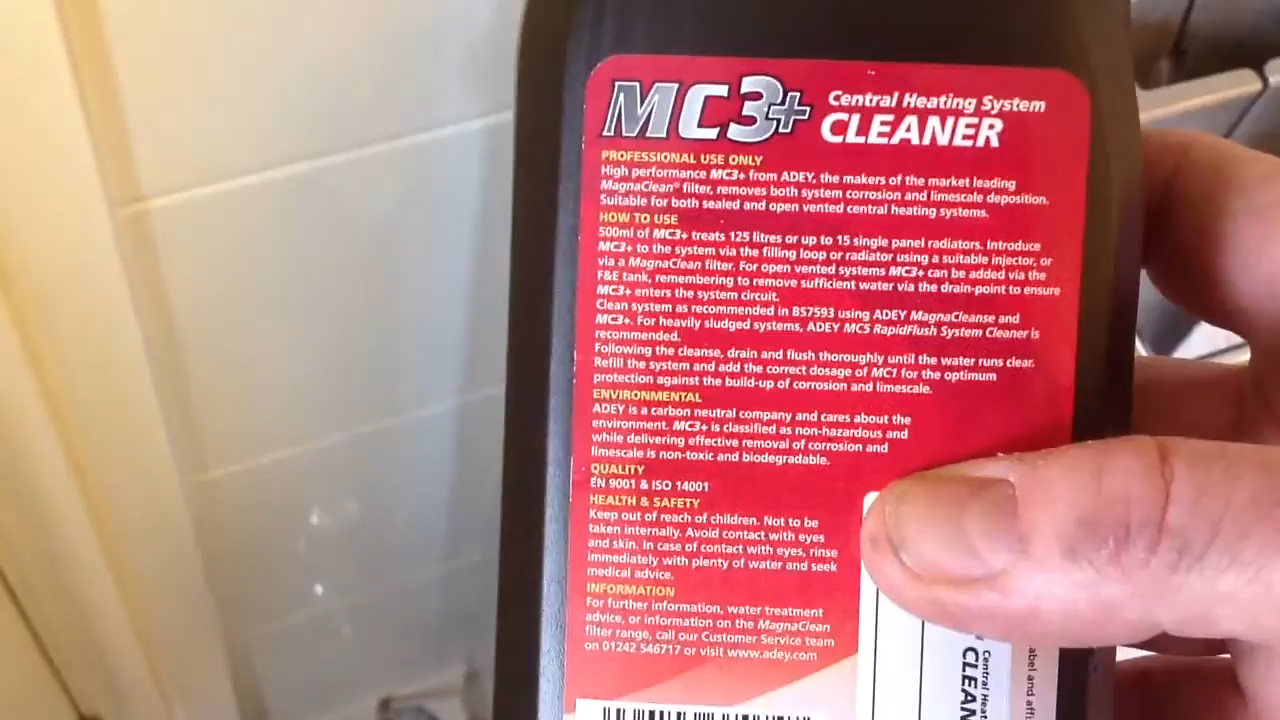 MC3+ Central Heating System
CLEANER
PROFESSIONAL USE ONLY
High performance MC3+ from ADEY, the makers of the market leading
MagnaClean® filter, removes both system corrosion and limescale deposition.
Suitable for both sealed and open vented central heating systems.
HOW TO USE
500ml of MC3+ treats 125 litres or up to 15 single panel radiators. Introduce
MC3+ to the system via the filling loop or radiator using a suitable injector, or
via a MagnaClean filter. For open vented systems MC3+ can be added via the
F&E tank, remembering to remove sufficient water via the drain-point to ensure
MC3+ enters the system circuit.
Clean system as recommended in BS7593 using ADEY MagnaCleanse and
MC3+. For heavily sludged systems, ADEY MC5 RapidFlush System Cleaner is
recommended.
Following the cleanse, drain and flush thoroughly until the water runs clear.
Refill the system and add the correct dosage of MC1 for the optimum
protection against the build-up of corrosion and limescale.
ENVIRONMENTAL
ADEY is a carbon neutral company and cares about the
environment. MC3+ is classified as non-hazardous and
while delivering effective removal of corrosion and
limescale is non-toxic and biodegradable.
QUALITY
EN 9001 & ISO 14001
HEALTH & SAFETY
Keep out of reach of children. Not to be
taken internally. Avoid contact with eyes
and skin. In case of contact with eyes, rinse
immediately with plenty of water and seek
medical advice.
INFORMATION
For further information, water treatment
advice, or information on the MagnaClean
filter range, call our Customer Service team
on 01242 546717 or visit www.adey.com
Central
and